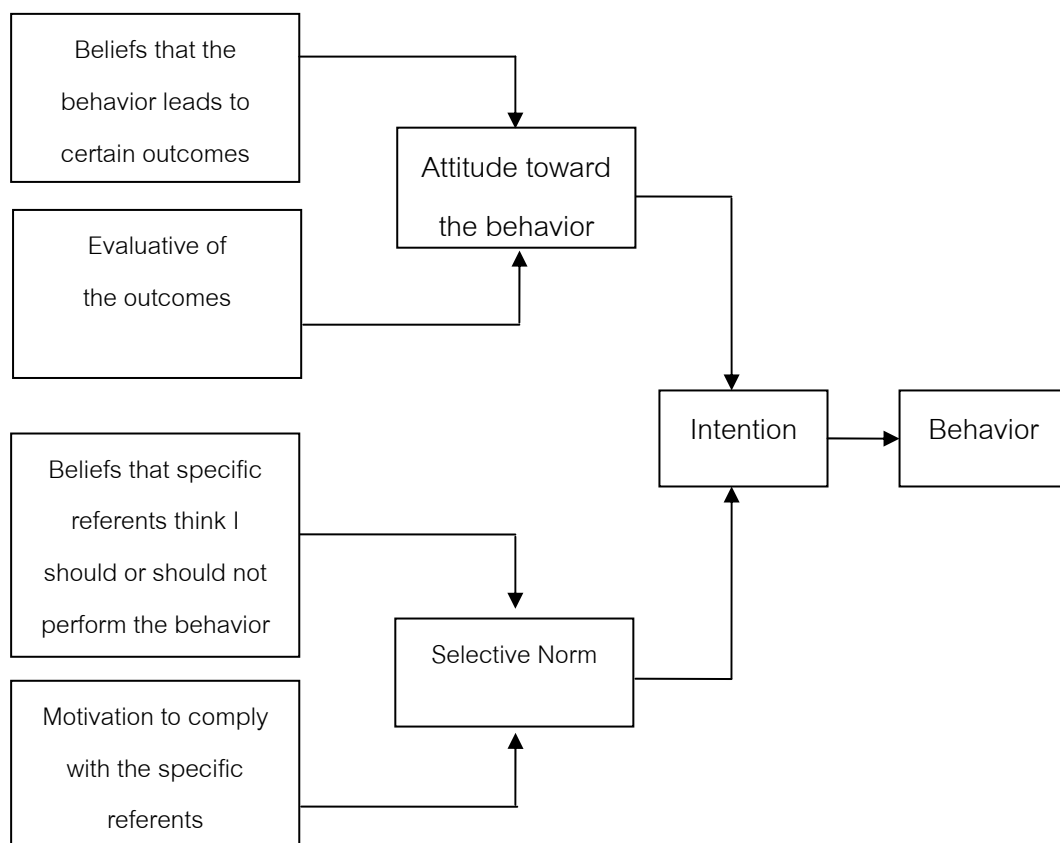 Beliefs that the
behavior leads to
certain outcomes
Attitude toward
the behavior
Evaluative of
the outcomes
Intention
Behavior
Beliefs that specific
referents think I
should or should not
perform the behavior
Selective Norm
Motivation to comply
with the specific
referents